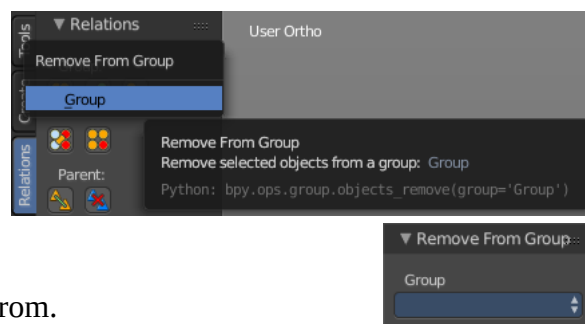 Tools
Relations
User Ortho
Remove From Group
Group
Remove From Group
Remove selected objects from a group: Group
Python: bpy.ops.group.objects_remove(group='Group')
Relations
Parent:
Remove From Group
Group
rom.